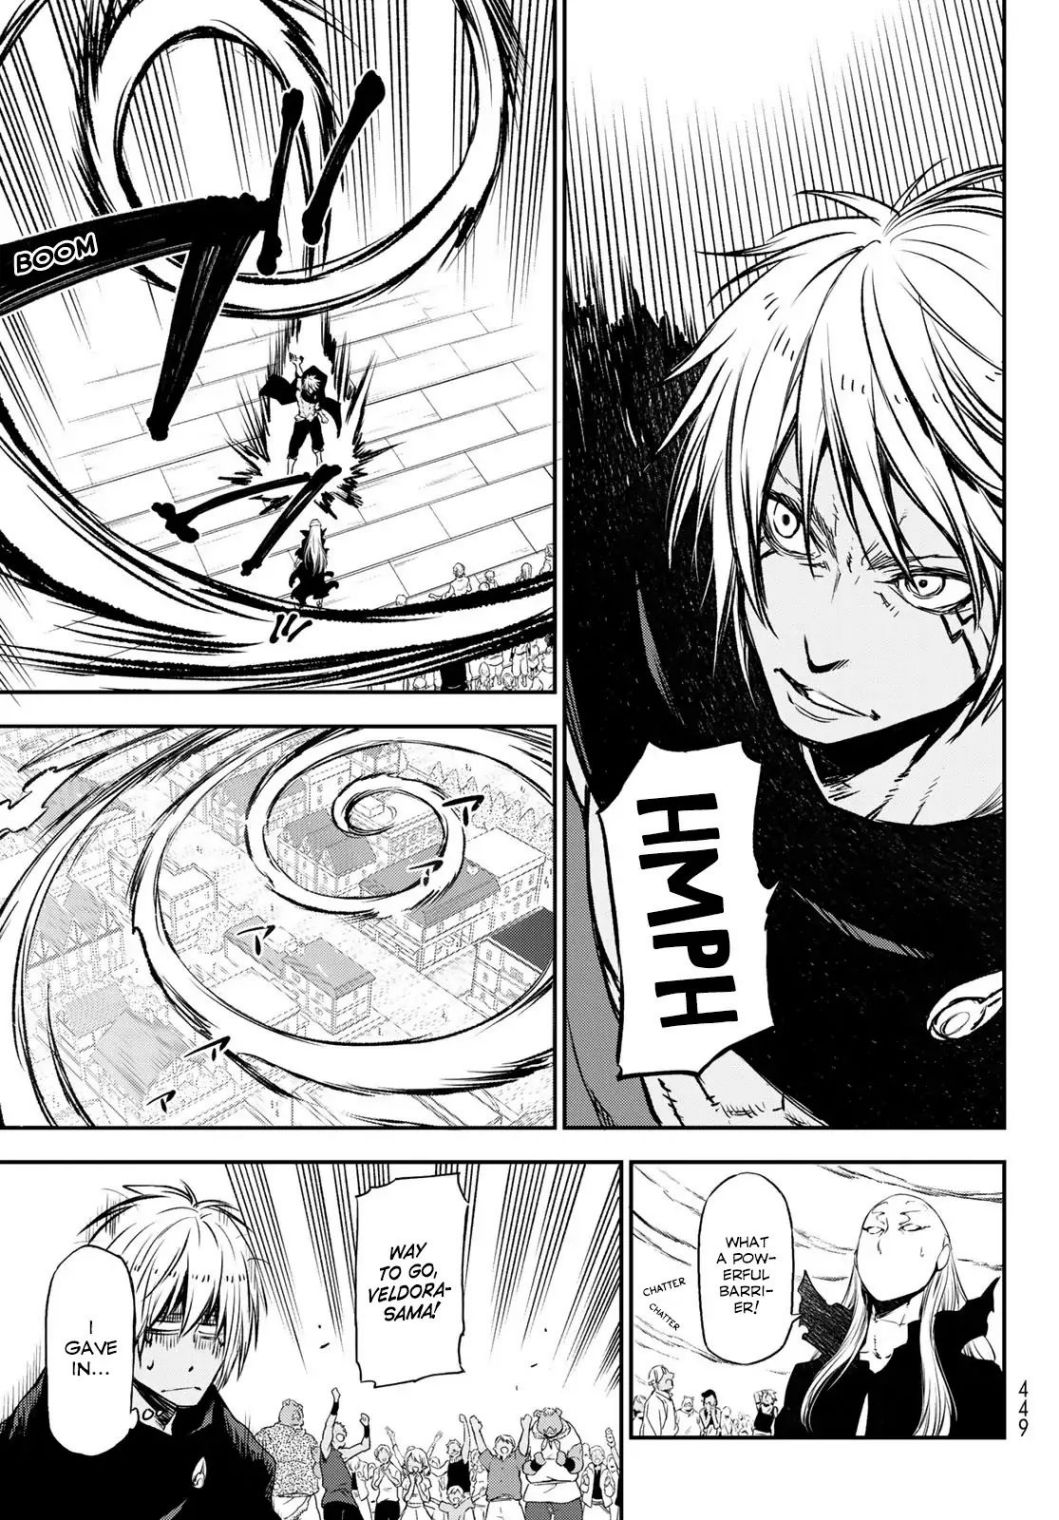 HMPH
BOOM
WHAT
A POW-
ERFUL
BARRI-
ER!
CHATTER
CHATTER
WAY
TO GO,
VELDORA-
SAMA!
I
GAVE
IN...
449